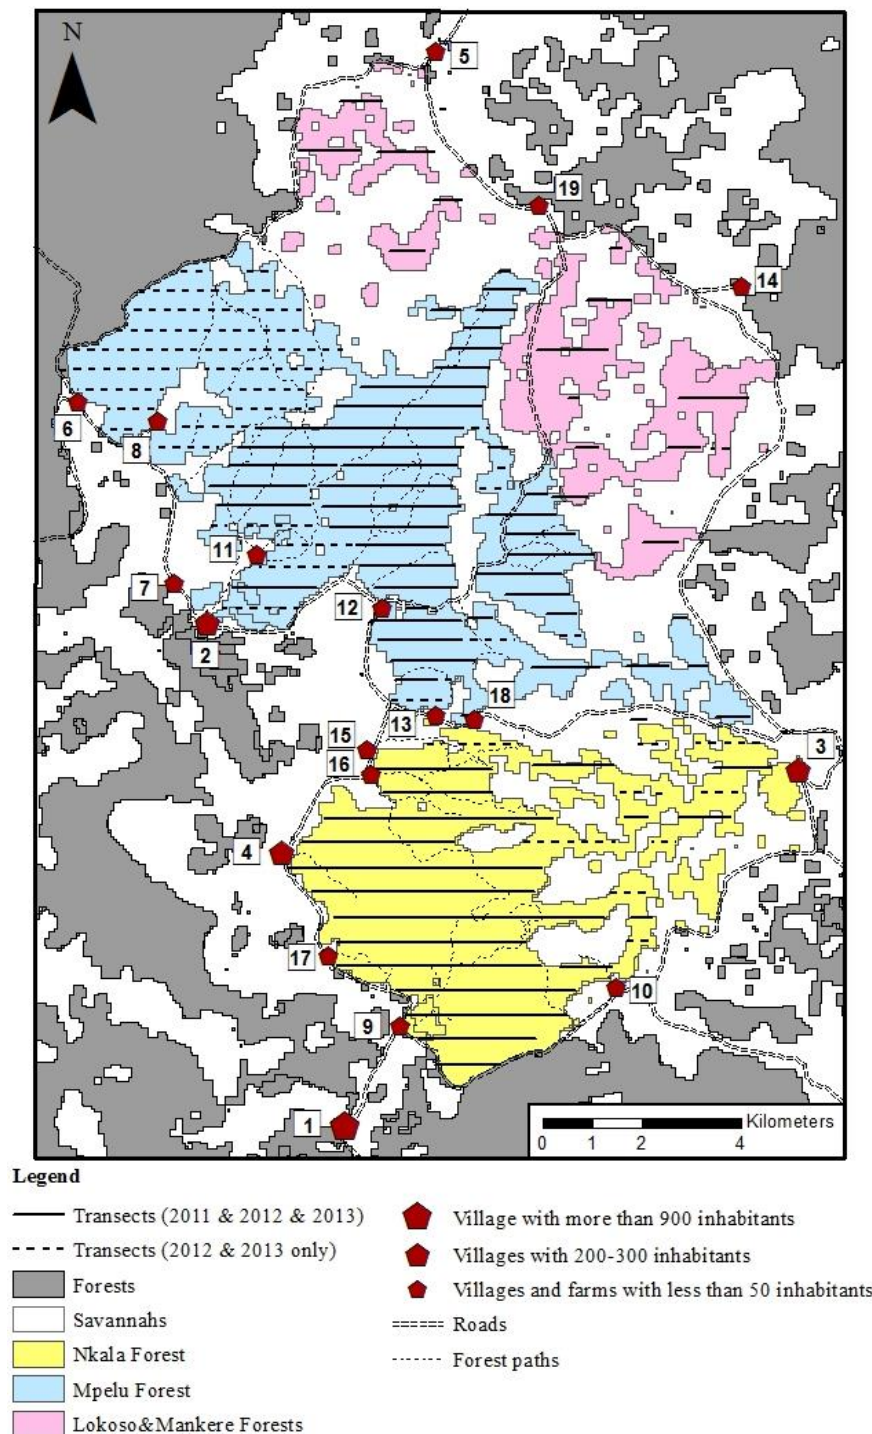 N
5
19
14
6
8
11
7
12
2
18
13
15
3
16
4
17
10
9
1
Kilometers
0 1 2 4
Legend
Transects (2011 & 2012 & 2013)
Transects (2012 & 2013 only)
Forests
Savannahs
Nkala Forest
Mpelu Forest
Lokoso&Mankere Forests
Village with more than 900 inhabitants
Villages with 200-300 inhabitants
Villages and farms with less than 50 inhabitants
Roads
Forest paths